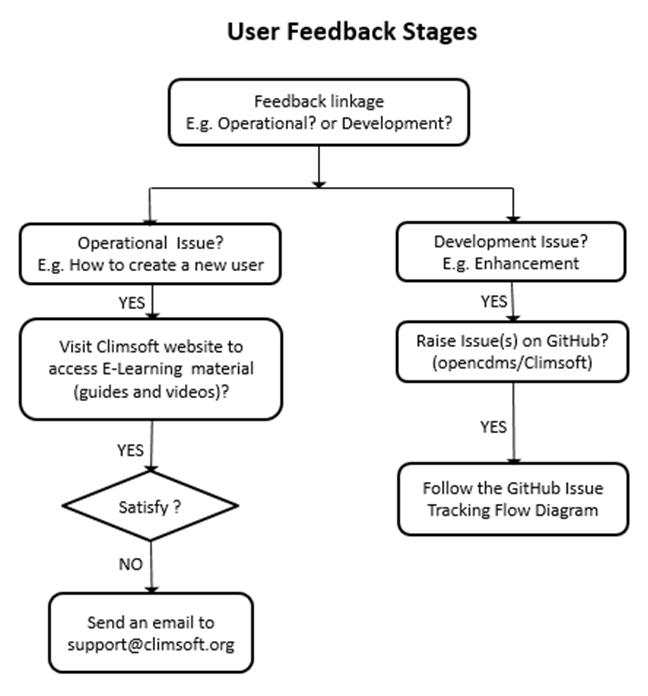 User Feedback Stages
Feedback linkage
E.g. Operational? or Development?
Operational Issue?
E.g. How to create a new user
YES
Visit Climsoft website to
access E-Learning material
(guides and videos)?
YES
Satisfy ?
NO
Send an email to
support@climsoft.org
Development Issue?
E.g. Enhancement
YES
Raise Issue(s) on GitHub?
(opencdms/Climsoft)
YES
Follow the GitHub Issue
Tracking Flow Diagram